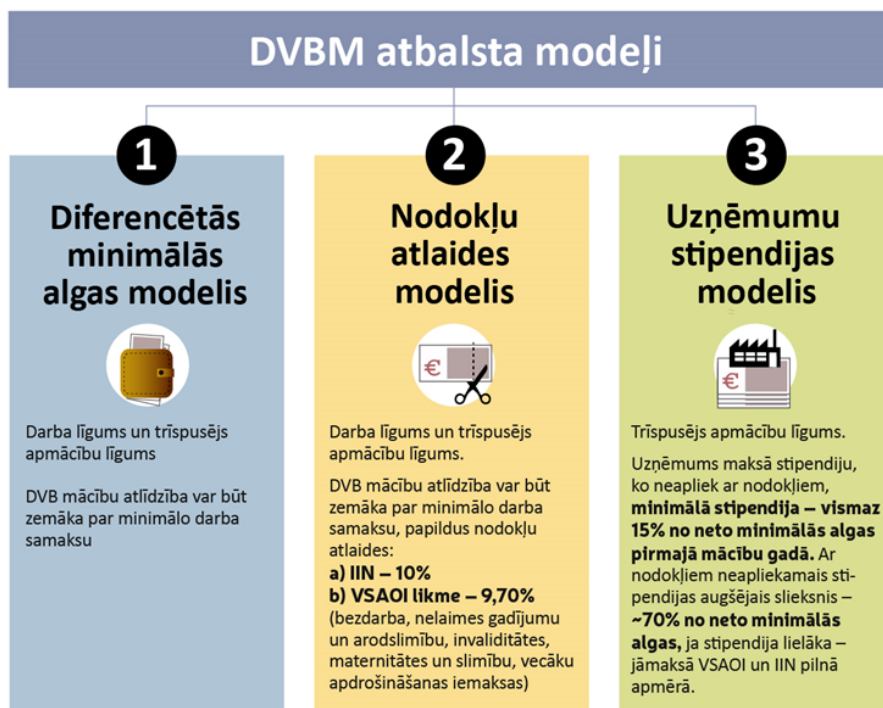 DVBM atbalsta modeļi
1
Diferencētās
minimālās
algas modelis
Darba līgums un trīspusējs
apmācību līgums
DVB mācību atlīdzība var būt
zemāka par minimālo darba
samaksu
2
Nodokļu
atlaides
modelis
€
Darba līgums un trīspusējs
apmācību līgums.
DVB mācību atlīdzība var būt
zemāka par minimālo darba
samaksu, papildus nodokļu
atlaides:
a) IIN – 10%
b) VSAOI likme – 9,70%
(bezdarba, nelaimes gadījumu
un arodslimību, invaliditātes,
maternitātes un slimību, vecāku
apdrošināšanas iemaksas)
3
Uzņēmumu
stipendijas
modelis
€
Trīspusējs apmācību līgums.
Uzņēmums maksā stipendiju,
ko neapliek ar nodokļiem,
minimālā stipendija – vismaz
15% no neto minimālās algas
pirmajā mācību gadā. Ar
nodokļiem neapliekamais sti-
pendijas augšējais slieksnis –
~70% no neto minimālās
algas, ja stipendija lielāka –
jāmaksā VSAOI un IIN pilnā
apmērā.